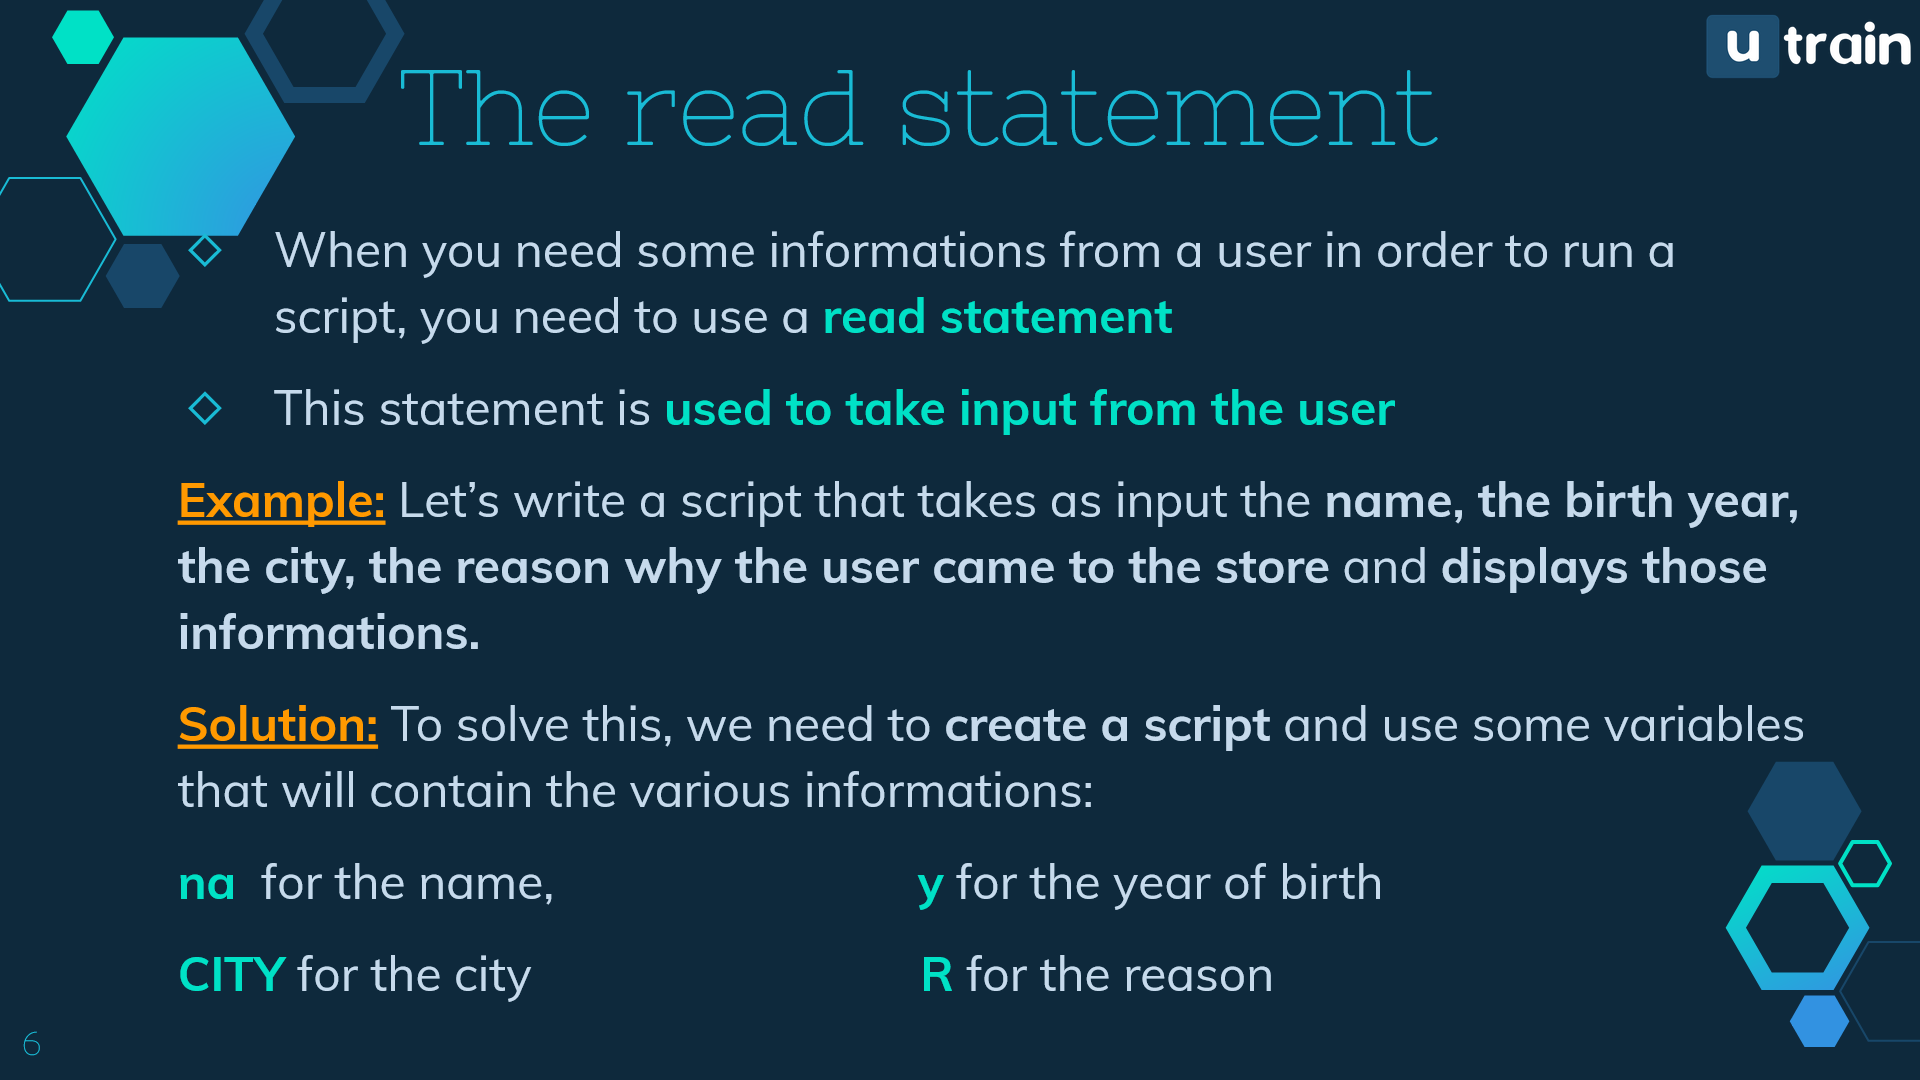 u train
The read statement
When you need some informations from a user in order to run a
script, you need to use a read statement
This statement is used to take input from the user
Example: Let’s write a script that takes as input the name, the birth year,
the city, the reason why the user came to the store and displays those
informations.
Solution: To solve this, we need to create a script and use some variables
that will contain the various informations:
na for the name, y for the year of birth
CITY for the city R for the reason
6